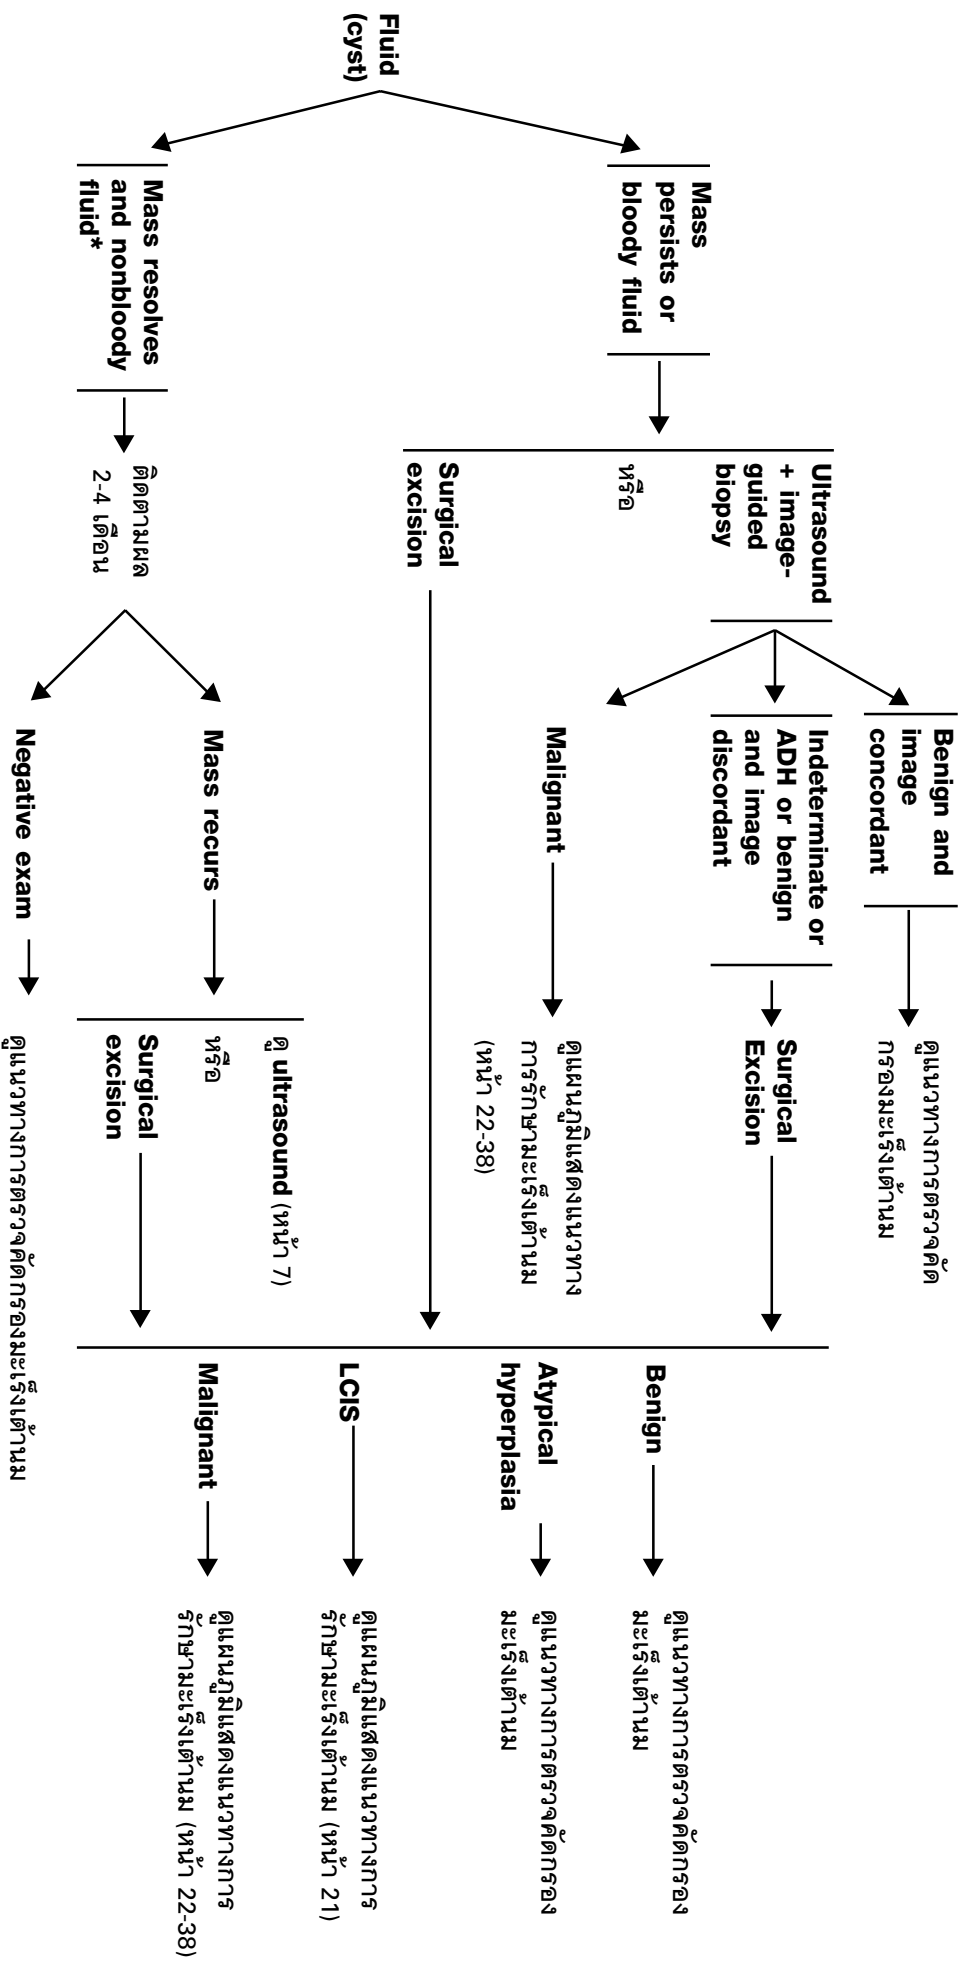 Fluid
(cyst)
Mass
persists or
bloody fluid
Ultrasound
+ image-
guided
biopsy
หรือ
Surgical
excision
Benign and
image
concordant
ดูแนวทางการตรวจคัด
กรองมะเร็งเต้านม
Indeterminate or
ADH or benign
and image
discordant
Surgical
Excision
Malignant
ดูแผนภูมิแสดงแนวทาง
การรักษามะเร็งเต้านม
(หน้า 22-38)
Mass resolves
and nonbloody
fluid*
ติดตามผล
2-4 เดือน
Mass recurs
ดู ultrasound (หน้า 7)
หรือ
Surgical
excision
Negative exam
ดูแนวทางการตรวจคัดกรองมะเร็งเต้านม
Benign
ดูแนวทางการตรวจคัดกรอง
มะเร็งเต้านม
Atypical
hyperplasia
ดูแนวทางการตรวจคัดกรอง
มะเร็งเต้านม
LCIS
ดูแผนภูมิแสดงแนวทางการ
รักษามะเร็งเต้านม (หน้า 21)
Malignant
ดูแผนภูมิแสดงแนวทางการ
รักษามะเร็งเต้านม (หน้า 22-38)